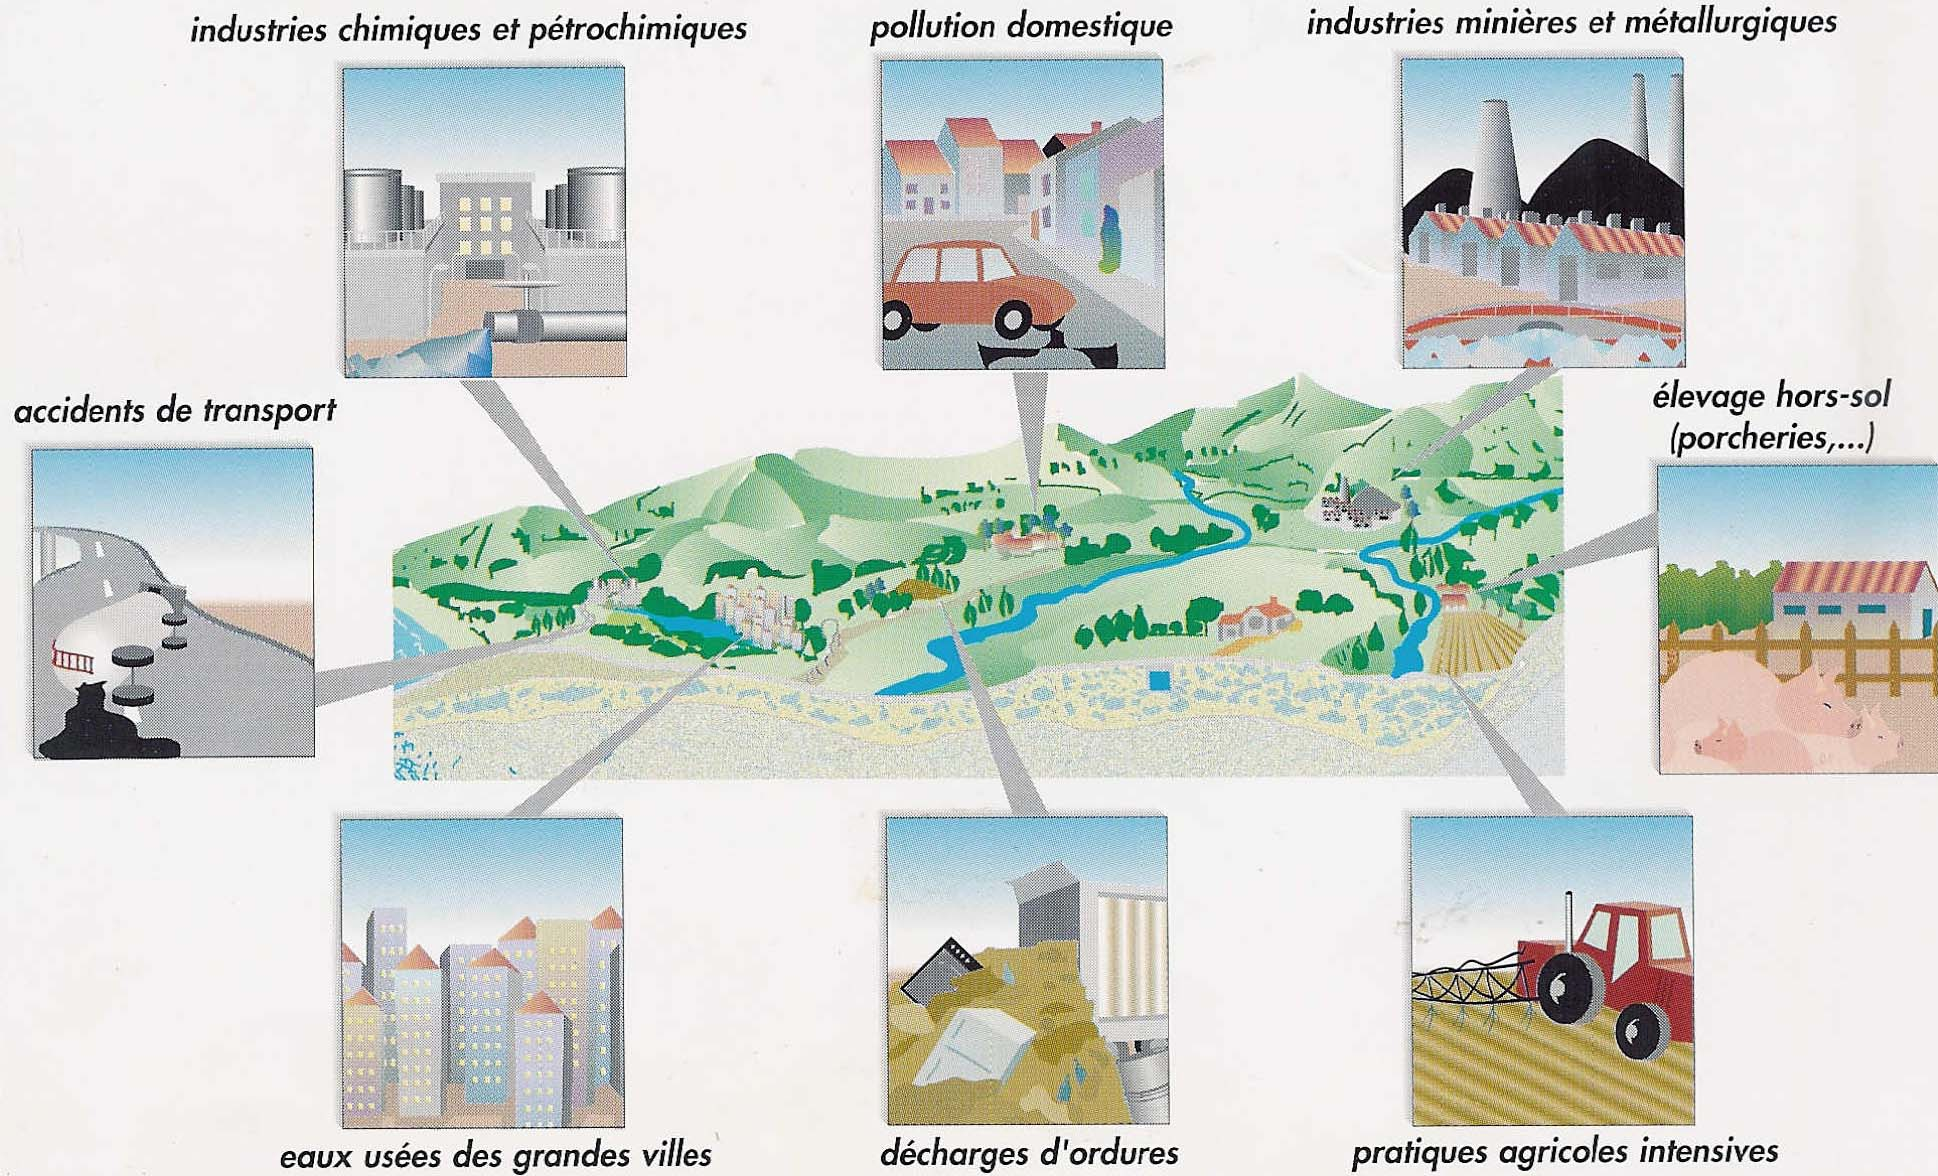 industries chimiques et pétrochimiques
pollution domestique
industries minières et métallurgiques
accidents de transport
élevage hors-sol
(porcheries,...)
eaux usées des grandes villes
décharges d'ordures
pratiques agricoles intensives